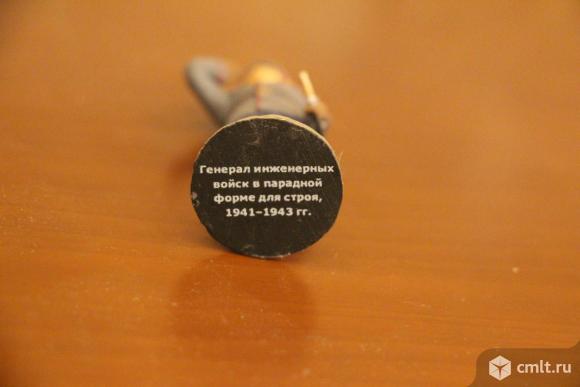 Генерал инженерных
войск в парадной
форме для строя,
1941–1943 гг.
cmlt.ru